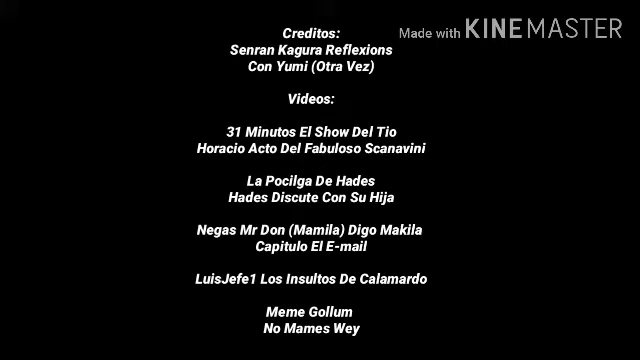 Creditos:
Made with KINEMASTER
Senran Kagura Reflexions
Con Yumi (Otra Vez)
Videos:
31 Minutos El Show Del Tio
Horacio Acto Del Fabuloso Scanavini
La Pocilga De Hades
Hades Discute Con Su Hija
Negas Mr Don (Mamila) Digo Makila
Capitulo El E-mail
LuisJefe1 Los Insultos De Calamardo
Meme Gollum
No Mames Wey